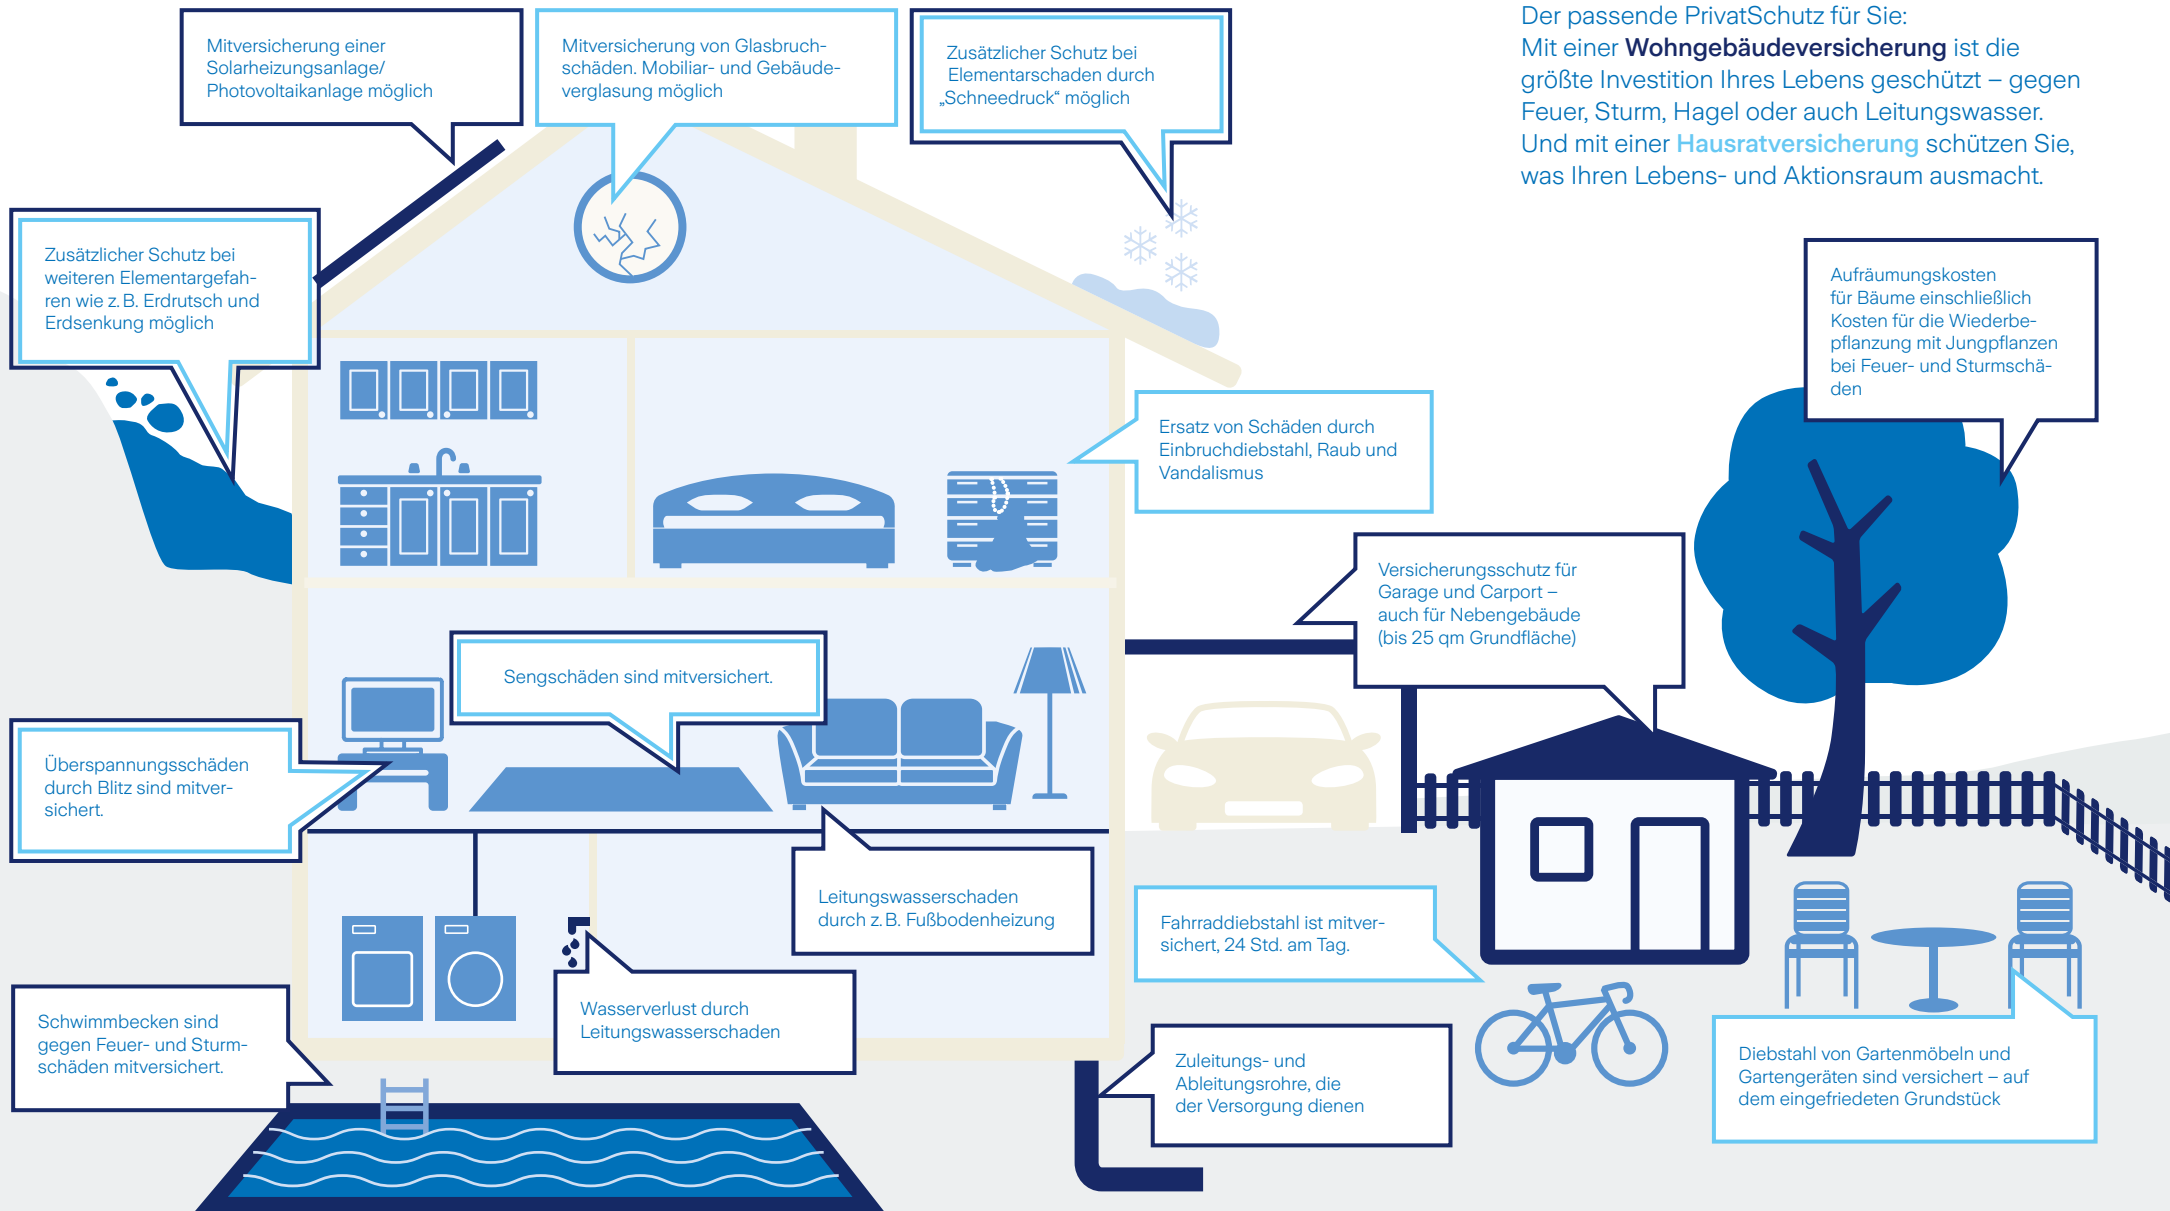 Der passende PrivatSchutz für Sie:
Mit einer Wohngebäudeversicherung ist die
größte Investition Ihres Lebens geschützt – gegen
Feuer, Sturm, Hagel oder auch Leitungswasser.
Und mit einer Hausratversicherung schützen Sie,
was Ihren Lebens- und Aktionsraum ausmacht.
Mitversicherung einer
Solarheizungsanlage/
Photovoltaikanlage möglich
Mitversicherung von Glasbruch-
schäden. Mobiliar- und Gebäude-
verglasung möglich
Zusätzlicher Schutz bei
Elementarschaden durch
„Schneedruck“ möglich
Zusätzlicher Schutz bei
weiteren Elementargefah-
ren wie z. B. Erdrutsch und
Erdsenkung möglich
Aufräumungskosten
für Bäume einschließlich
Kosten für die Wiederbe-
pflanzung mit Jungpflanzen
bei Feuer- und Sturmschä-
den
Ersatz von Schäden durch
Einbruchdiebstahl, Raub und
Vandalismus
Versicherungsschutz für
Garage und Carport –
auch für Nebengebäude
(bis 25 qm Grundfläche)
Sengschäden sind mitversichert.
Überspannungsschäden
durch Blitz sind mitver-
sichert.
Leitungswasserschaden
durch z. B. Fußbodenheizung
Fahrraddiebstahl ist mitver-
sichert, 24 Std. am Tag.
Wasserverlust durch
Leitungswasserschaden
Schwimmbecken sind
gegen Feuer- und Sturm-
schäden mitversichert.
Zuleitungs- und
Ableitungsrohre, die
der Versorgung dienen
Diebstahl von Gartenmöbeln und
Gartengeräten sind versichert – auf
dem eingefriedeten Grundstück